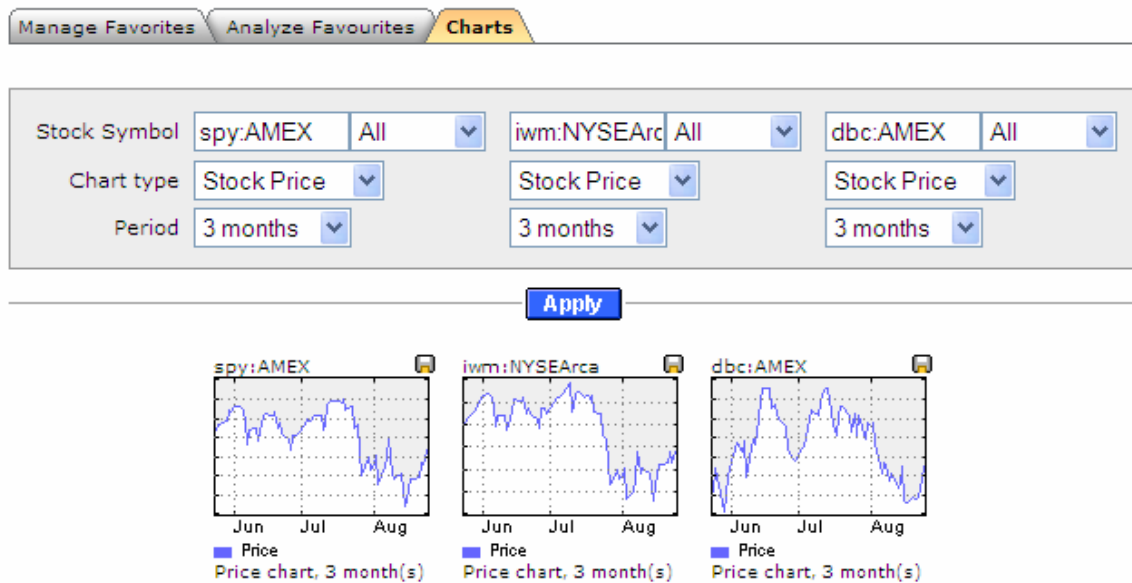 Manage Favorites Analyze Favourites Charts
Stock Symbol spy:AMEX All iwm:NYSEArc All dbc:AMEX All
Chart type Stock Price Stock Price Stock Price
Period 3 months 3 months 3 months
Apply
spy:AMEX iwm:NYSEArca dbc:AMEX
Jun Jul Aug Jun Jul Aug Jun Jul Aug
Price Price Price
Price chart, 3 month(s) Price chart, 3 month(s) Price chart, 3 month(s)